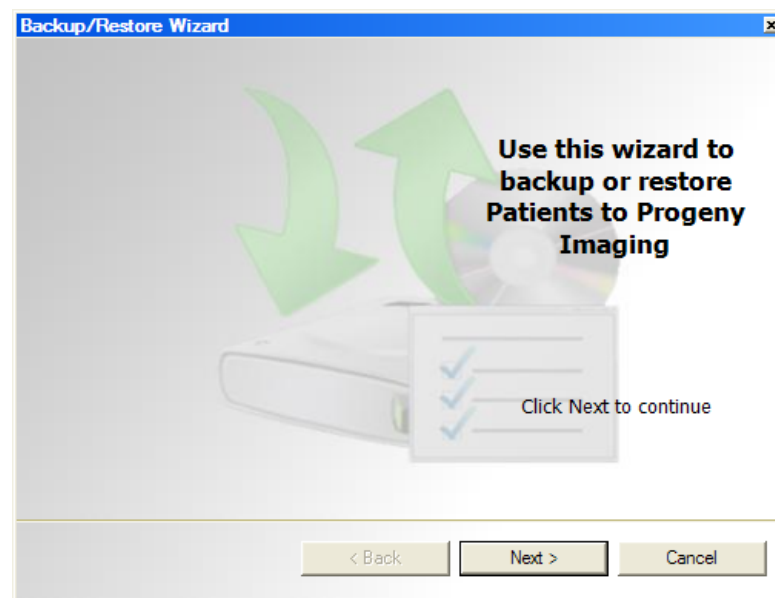 Backup/Restore Wizard
Use this wizard to
backup or restore
Patients to Progeny
Imaging
Click Next to continue
< Back
Next >
Cancel